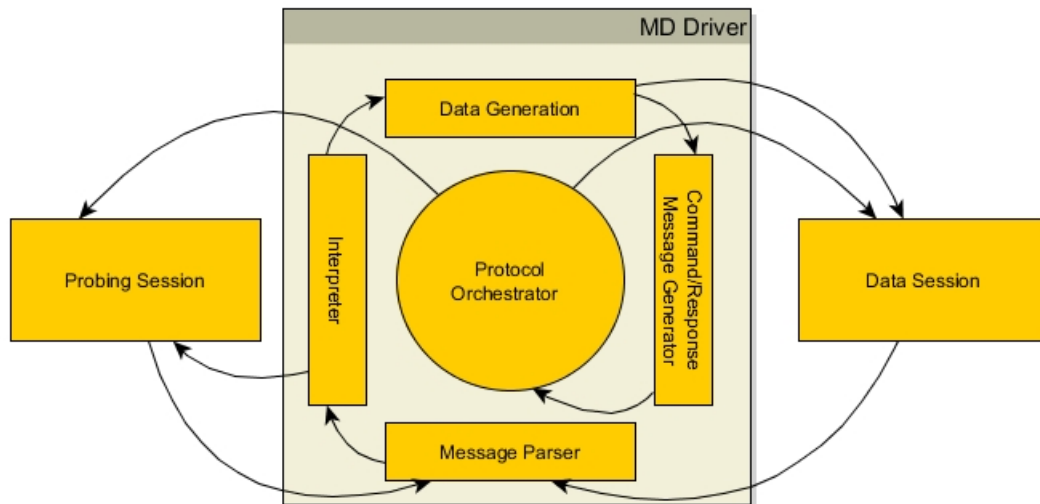 MD Driver
Data Generation
Probing Session
Interpreter
Protocol
Orchestrator
Command/Response
Message Generator
Data Session
Message Parser